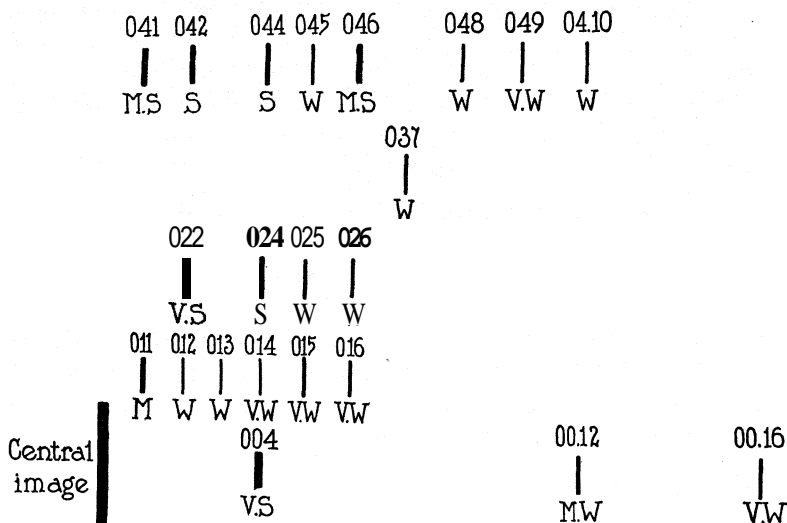 041 042 044 045 046 048 049 04.10
M.S S S W M.S W V.W W
037
W
022 024 025 026
V.S S W W
011 012 013 014 015 016
M W W V.W V.W V.W
Central
image
004 00.12 00.16
V.S M.W V.W